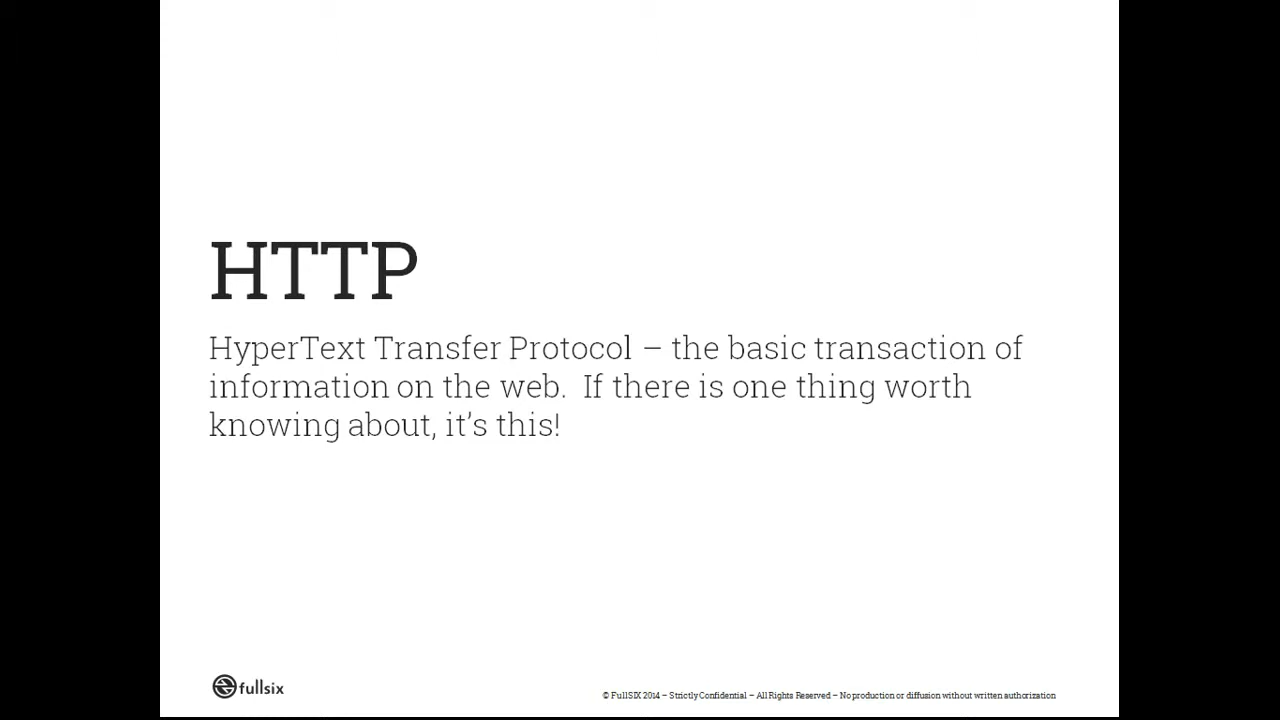 HTTP
HyperText Transfer Protocol – the basic transaction of
information on the web.  If there is one thing worth
knowing about, it’s this!
fullsix
© FullSIX 2014 – Strictly Confidential – All Rights Reserved – No production or diffusion without written authorization